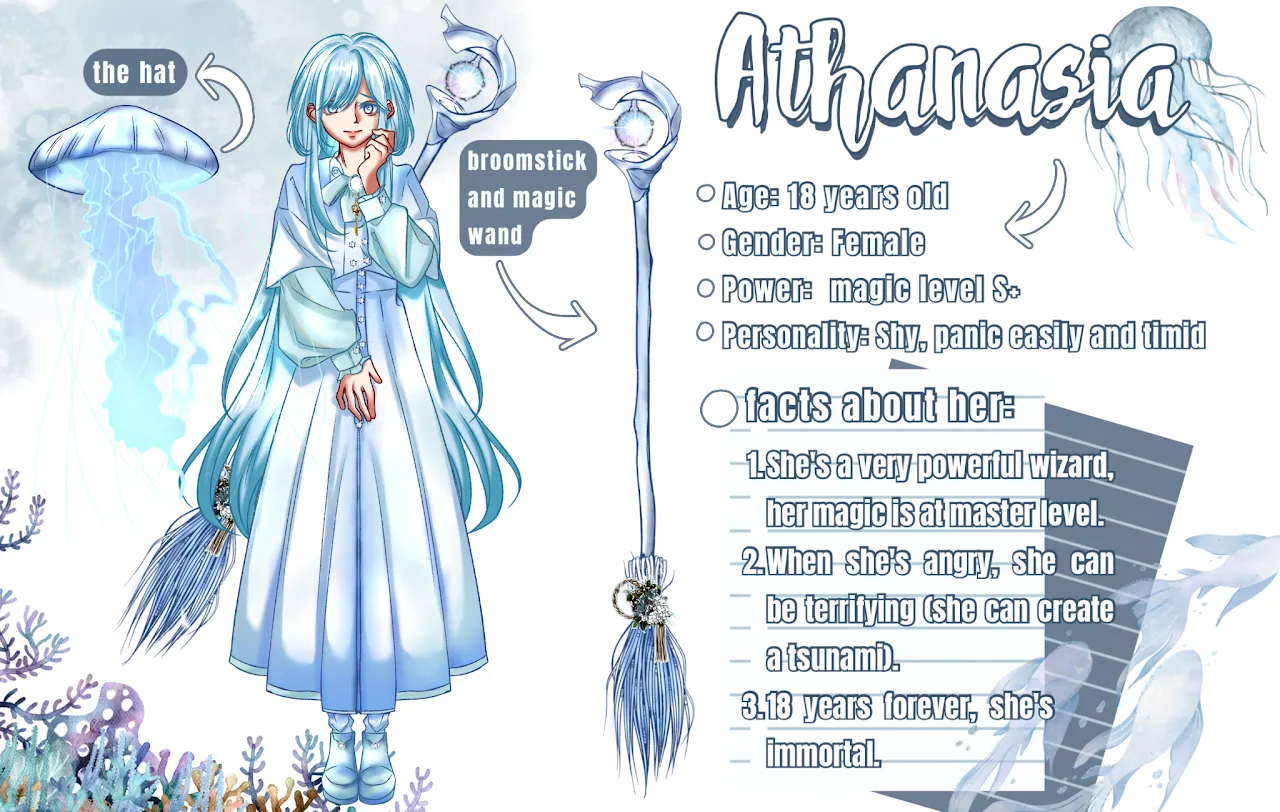 the hat
broomstick
and magic
wand
Athanasia
Age: 18 years old
Gender: Female
Power: magic level S+
Personality: Shy, panic easily and timid
facts about her:
1.She's a very powerful wizard,
her magic is at master level.
2.When she's angry, she can
be terrifying (she can create
a tsunami).
3.18 years forever, she's
immortal.